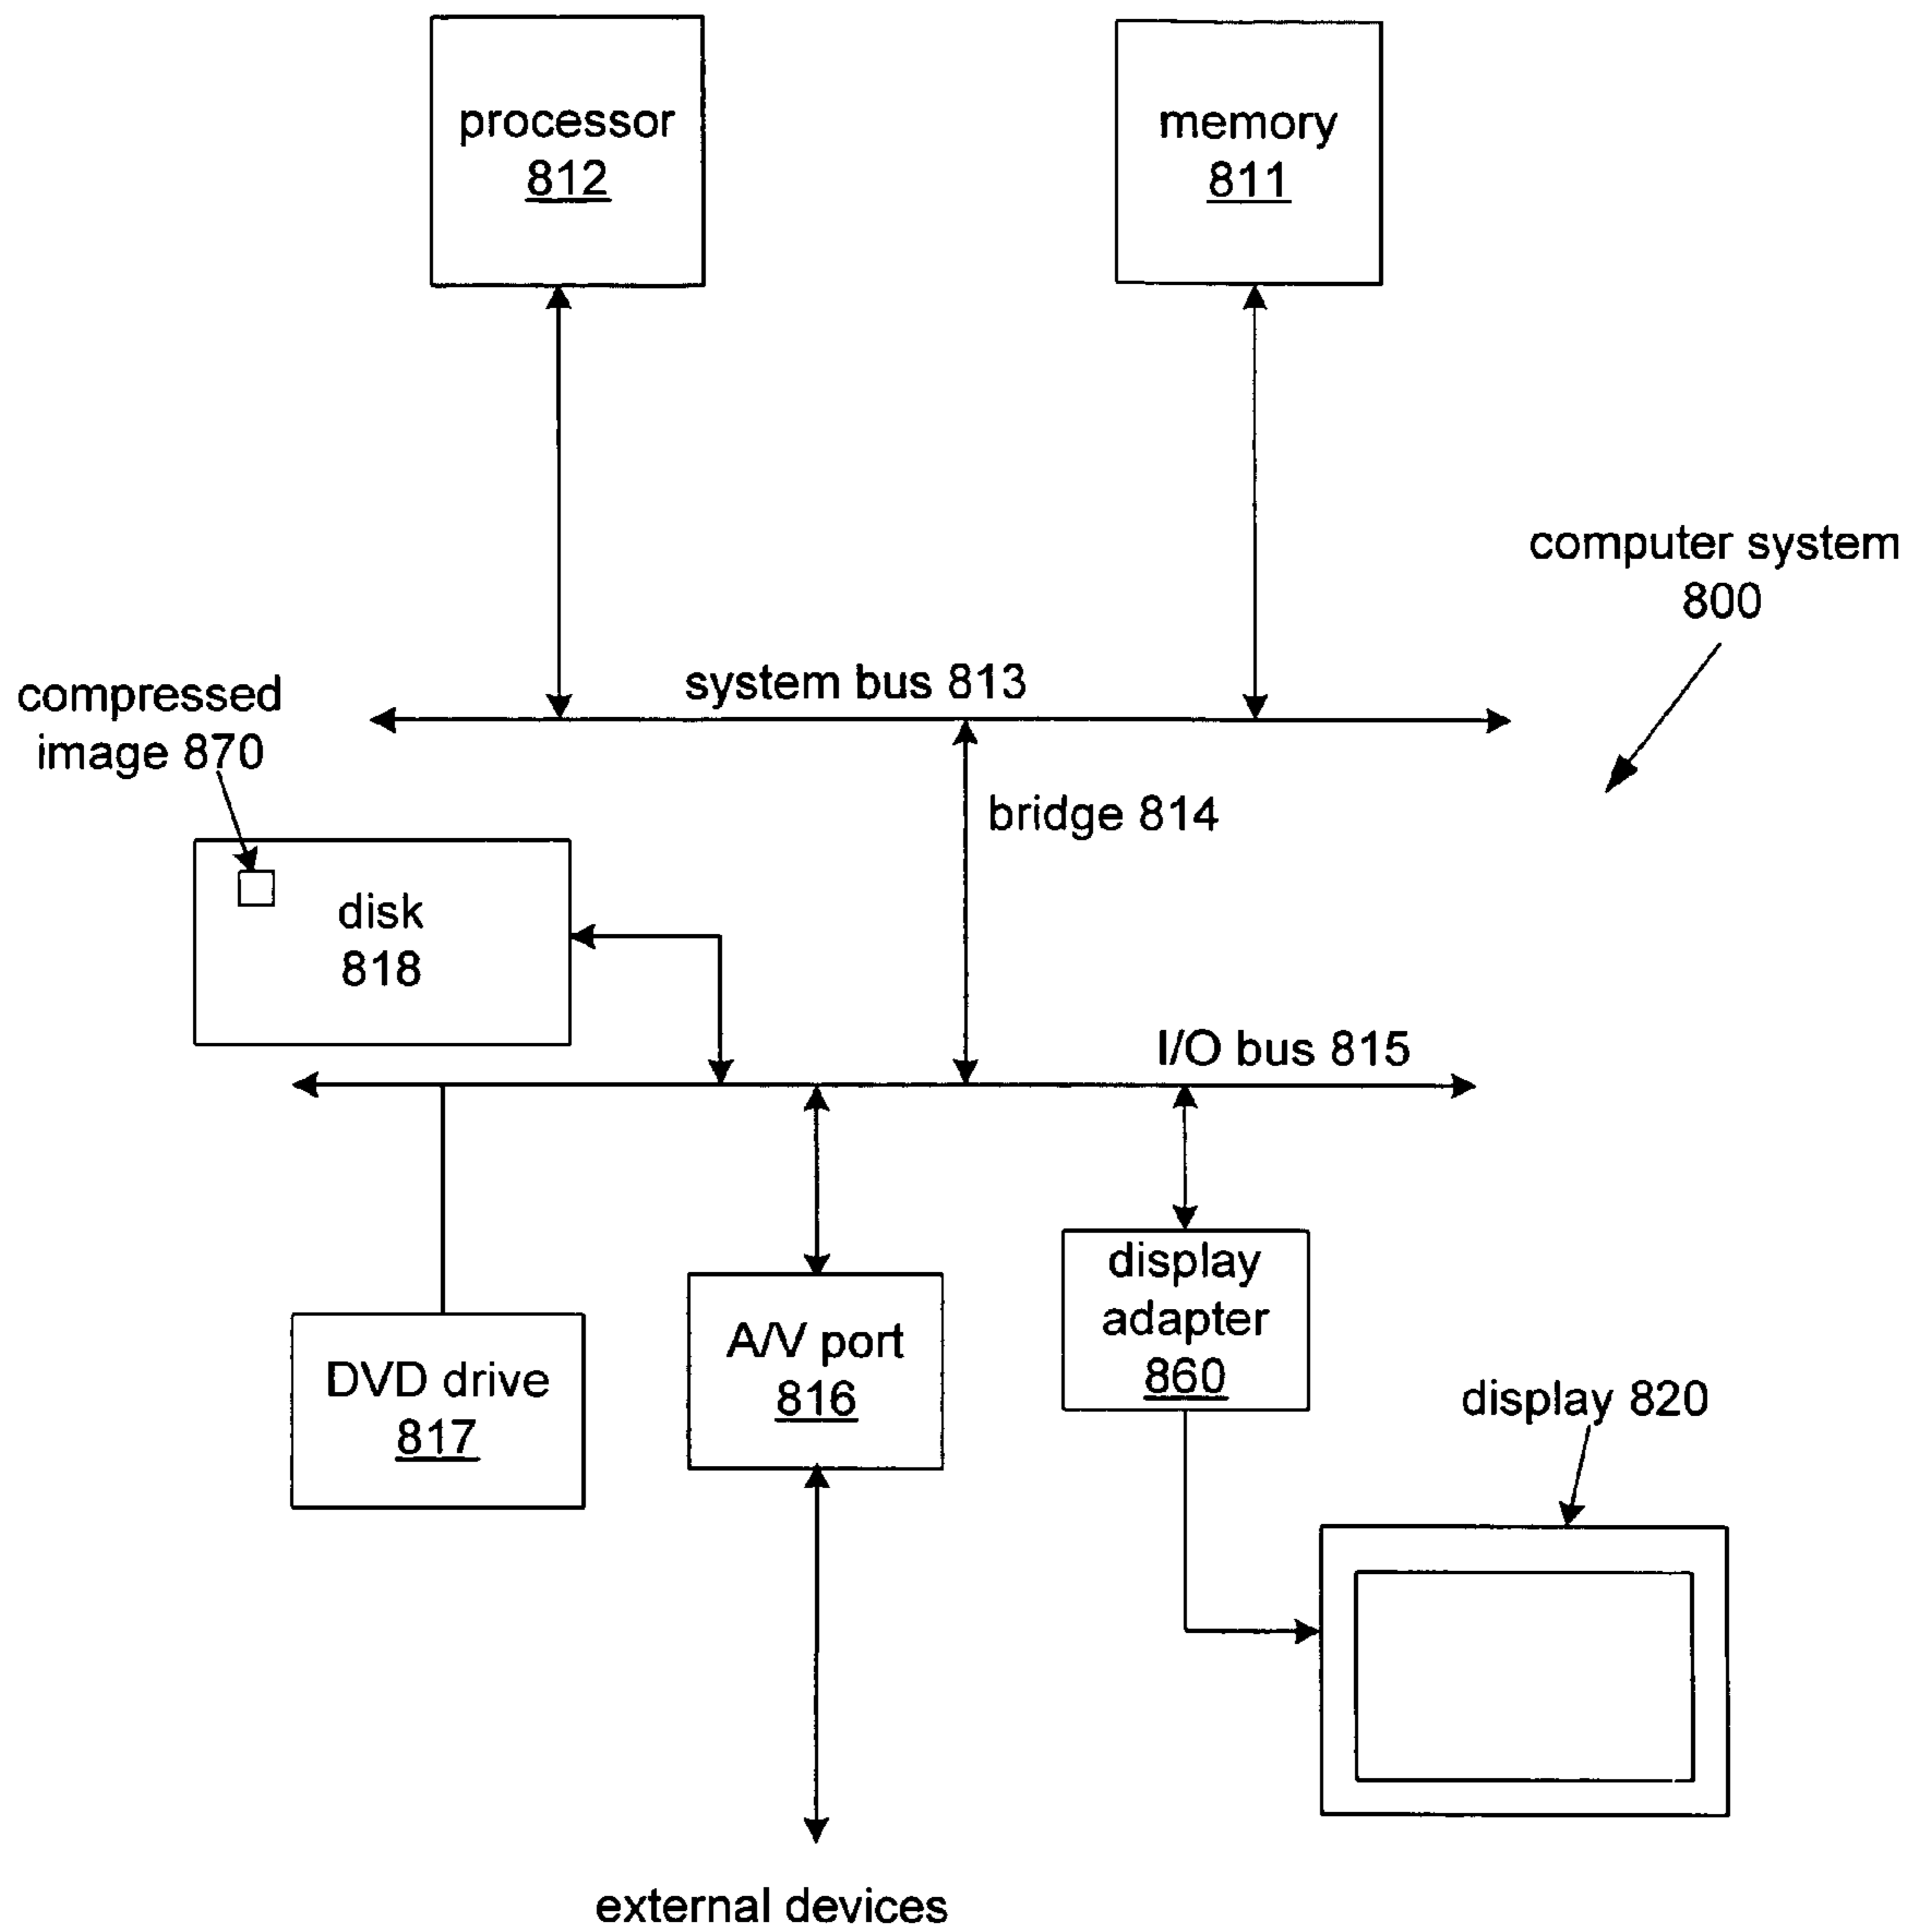 processor
812
memory
811
computer system
800
system bus 813
compressed
image 870
bridge 814
disk
818
I/O bus 815
display
adapter
860
A/V port
816
DVD drive
817
display 820
external devices